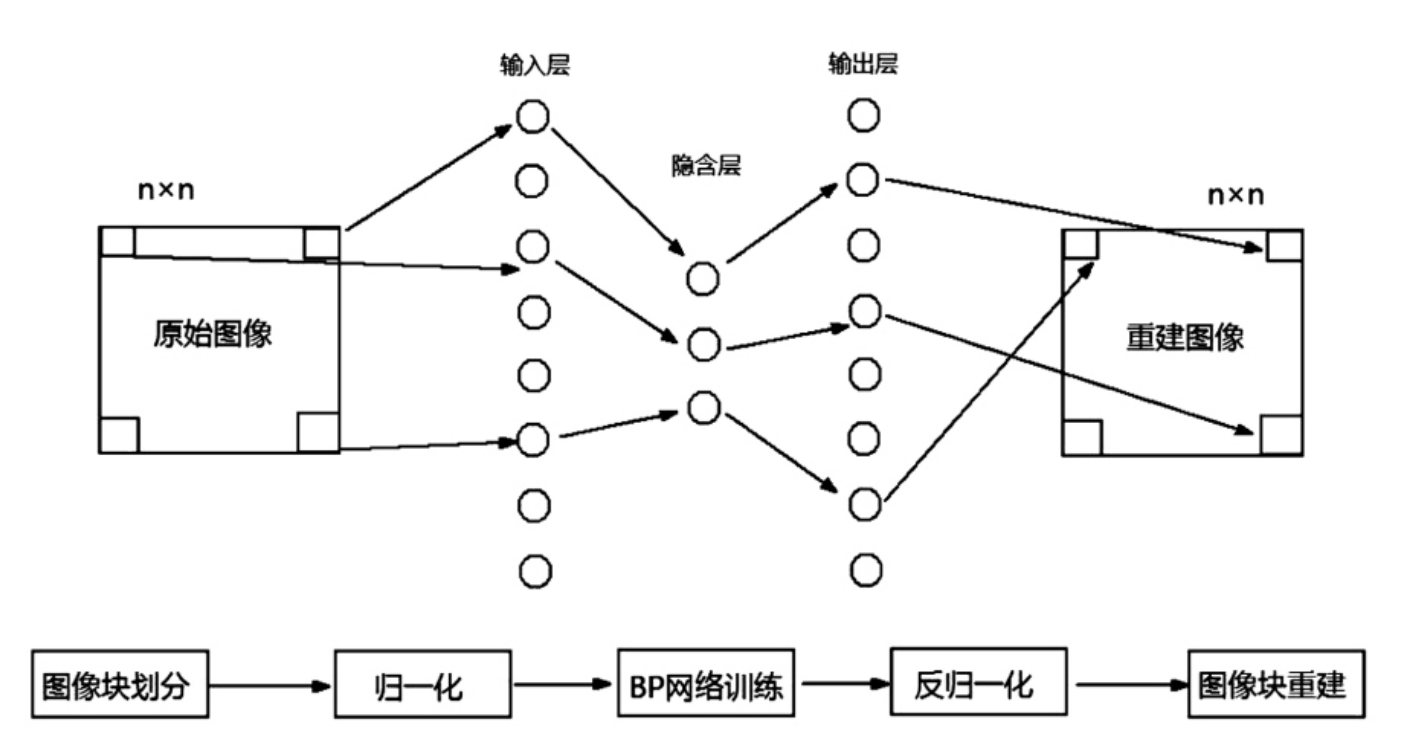 输入层
输出层
隐含层
n×n
n×n
原始图像
重建图像
图像块划分
归一化
BP网络训练
反归一化
图像块重建